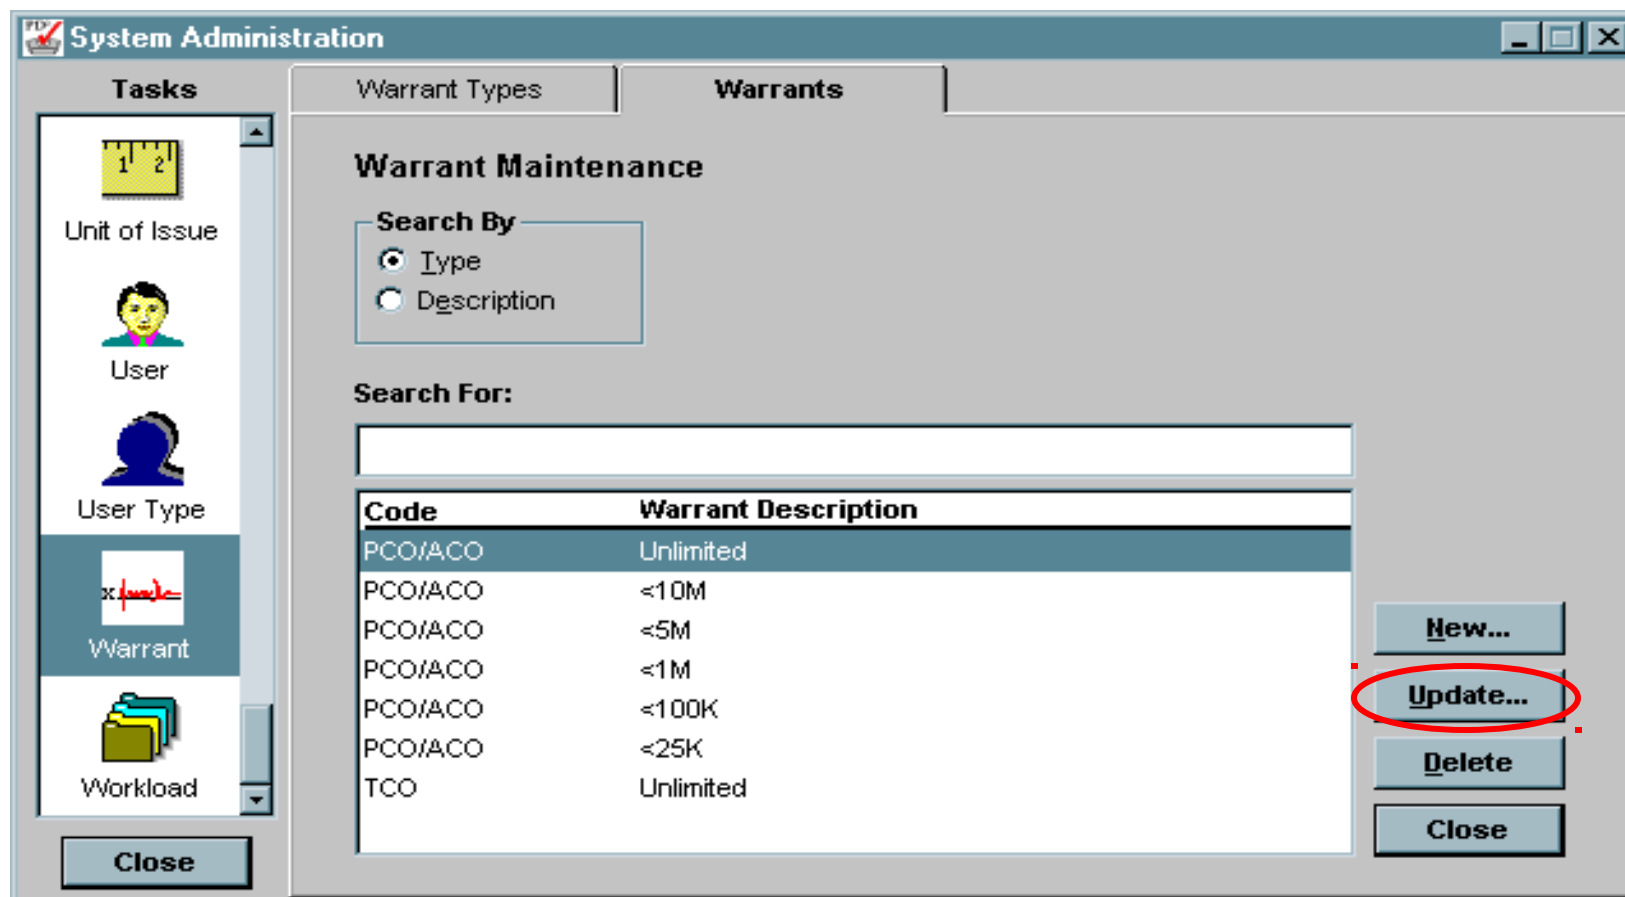 System Administration
Tasks
Warrant Types
Warrants
1 2
Unit of Issue
User
User Type
x
Warrant
Workload
Close
Warrant Maintenance
Search By
Type
Description
Search For:
Code Warrant Description
PCO/ACO Unlimited
PCO/ACO <10M
PCO/ACO <5M
PCO/ACO <1M
PCO/ACO <100K
PCO/ACO <25K
TCO Unlimited
New...
Update...
Delete
Close